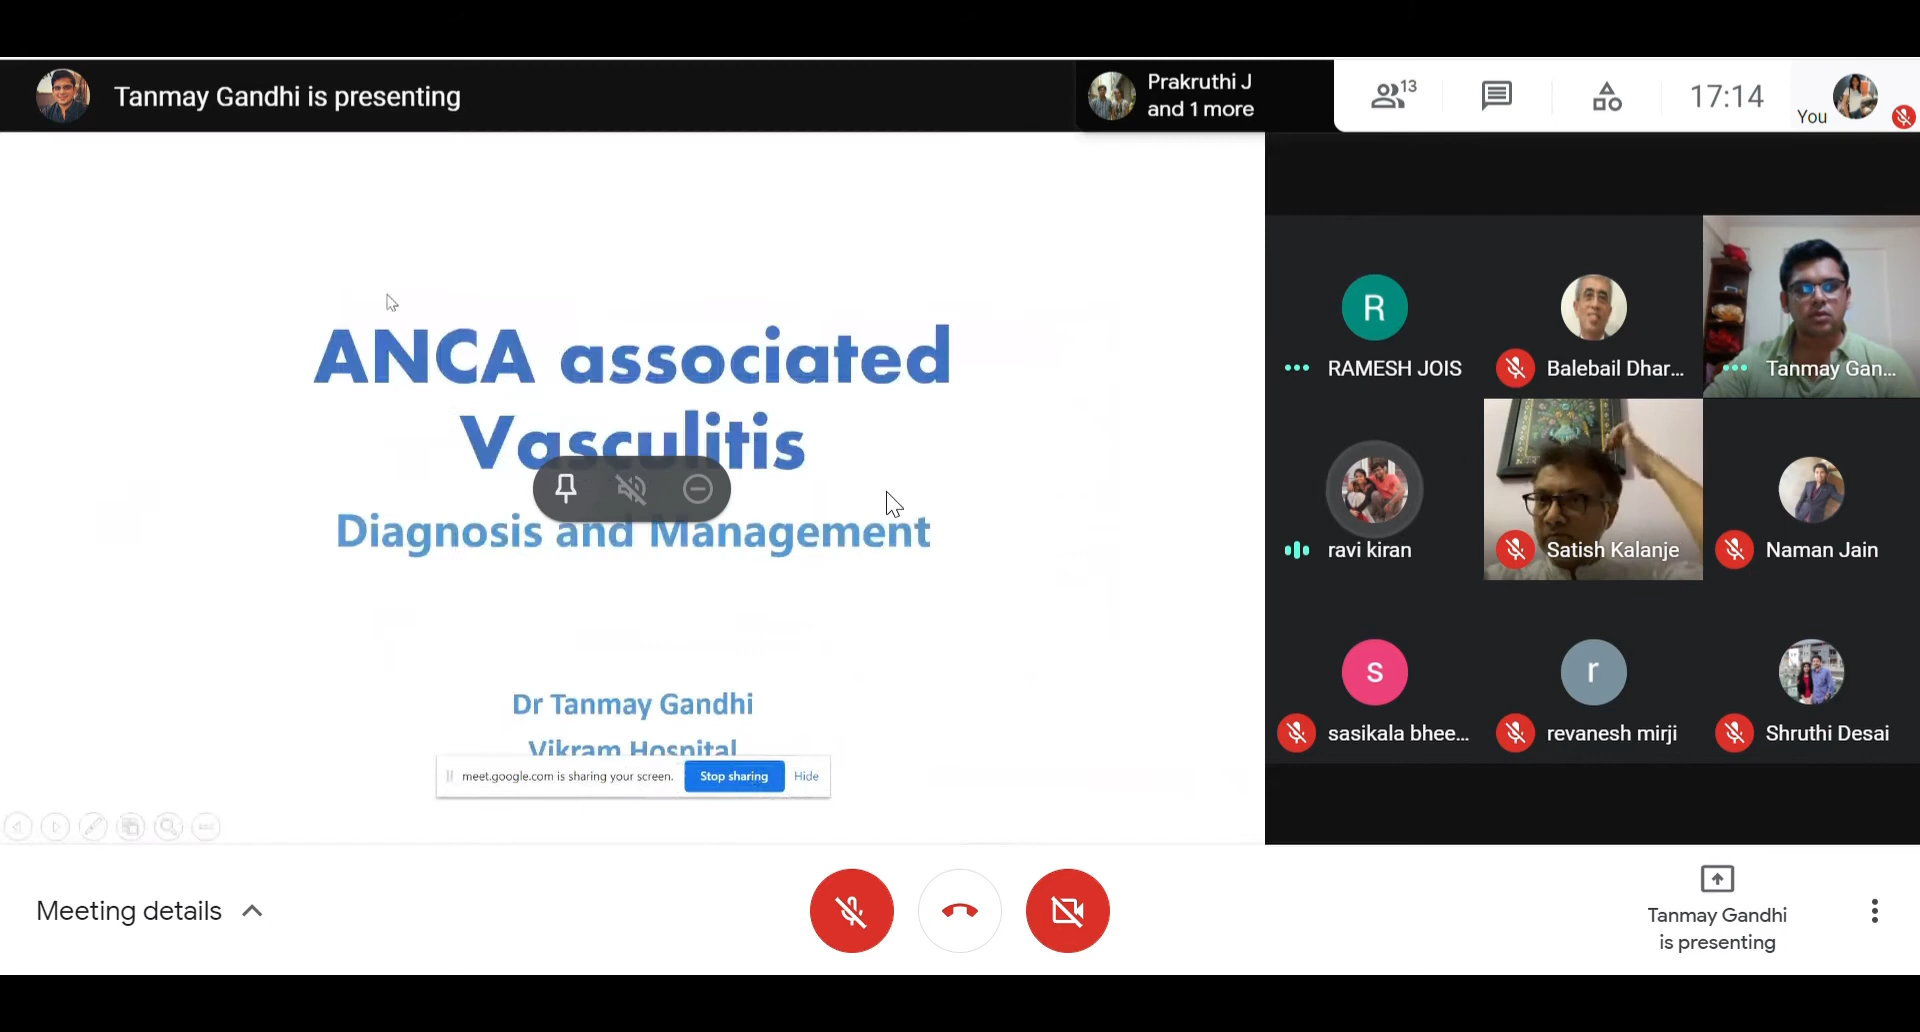 Tanmay Gandhi is presenting
Prakruthi J
and 1 more
13
17:14
You
ANCA associated
Vasculitis
Diagnosis and Management
Dr Tanmay Gandhi
Vikram Hospital
meet.google.com is sharing your screen.
Stop sharing
Hide
R
RAMESH JOIS
Balebail Dhar...
Tanmay Gan...
ravi kiran
Satish Kalanje
Naman Jain
s
sasikala bhee...
r
revanesh mirji
Shruthi Desai
Meeting details
Tanmay Gandhi
is presenting